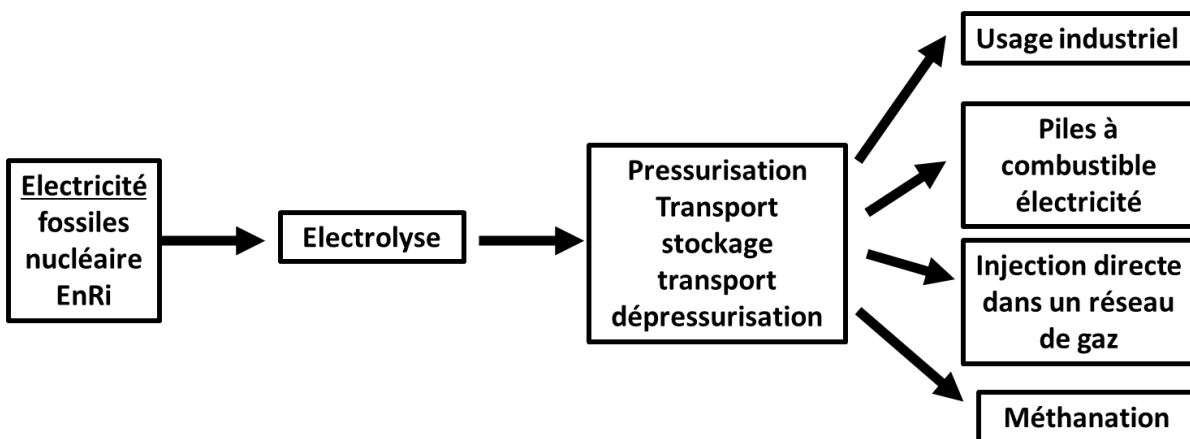 Electricité
fossiles
nucléaire
EnRi
Electrolyse
Pressurisation
Transport
stockage
transport
dépressurisation
Usage industriel
Piles à
combustible
électricité
Injection directe
dans un réseau
de gaz
Méthanation